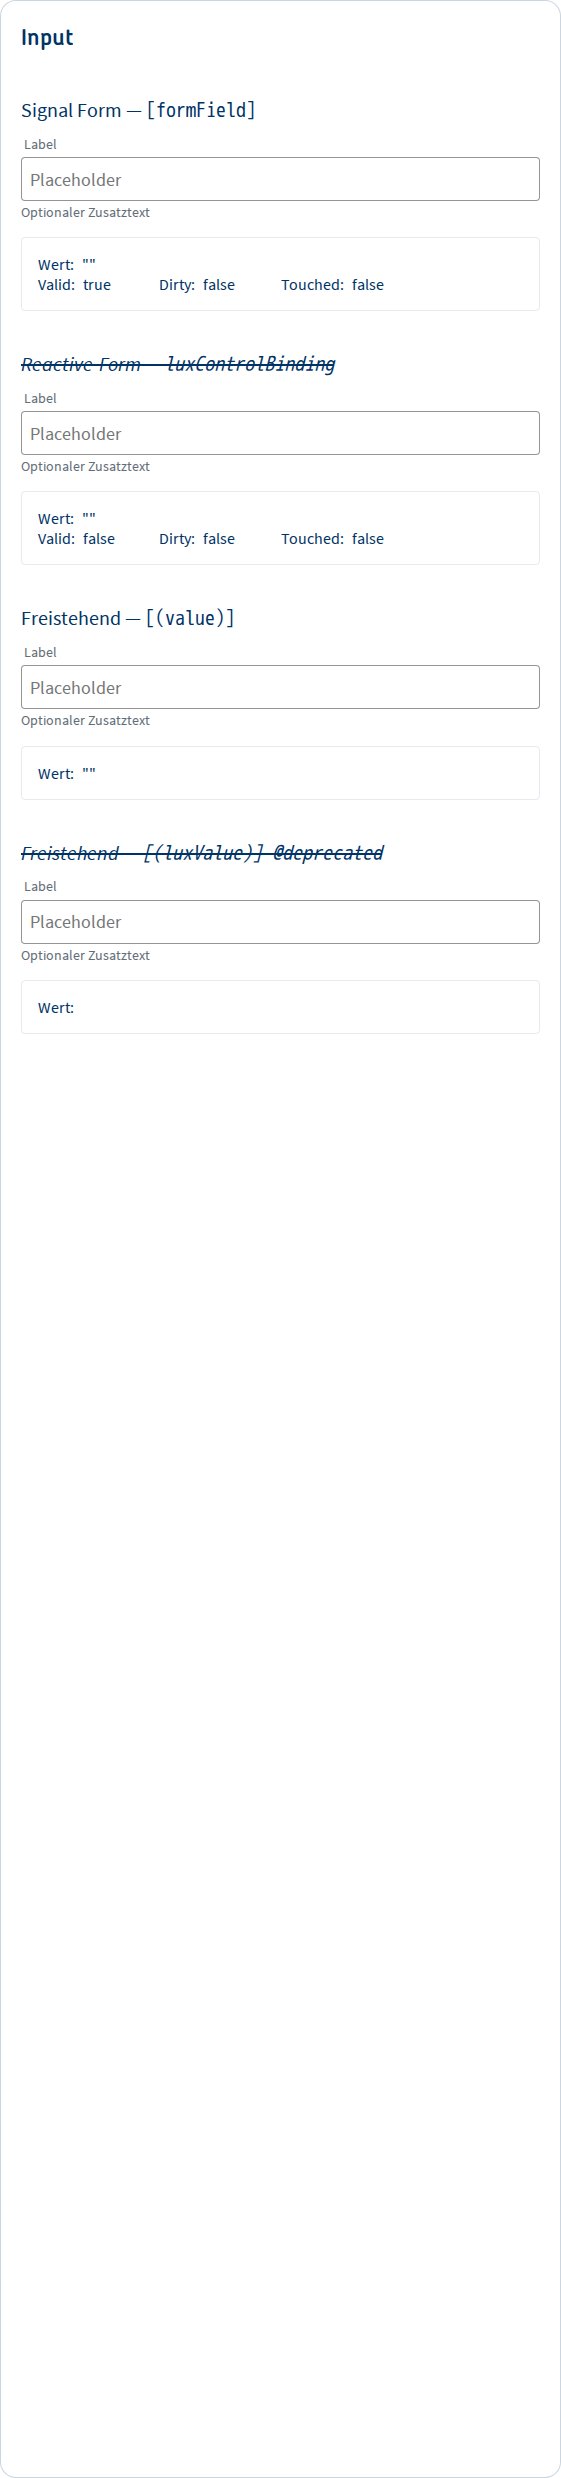 Input
Signal Form — [formField]
Label
Placeholder
Optionaler Zusatztext
Wert: ""
Valid: true Dirty: false Touched: false
Reactive Form — luxControlBinding
Label
Placeholder
Optionaler Zusatztext
Wert: ""
Valid: false Dirty: false Touched: false
Freistehend — [(value)]
Label
Placeholder
Optionaler Zusatztext
Wert: ""
Freistehend — [(luxValue)] @deprecated
Label
Placeholder
Optionaler Zusatztext
Wert: